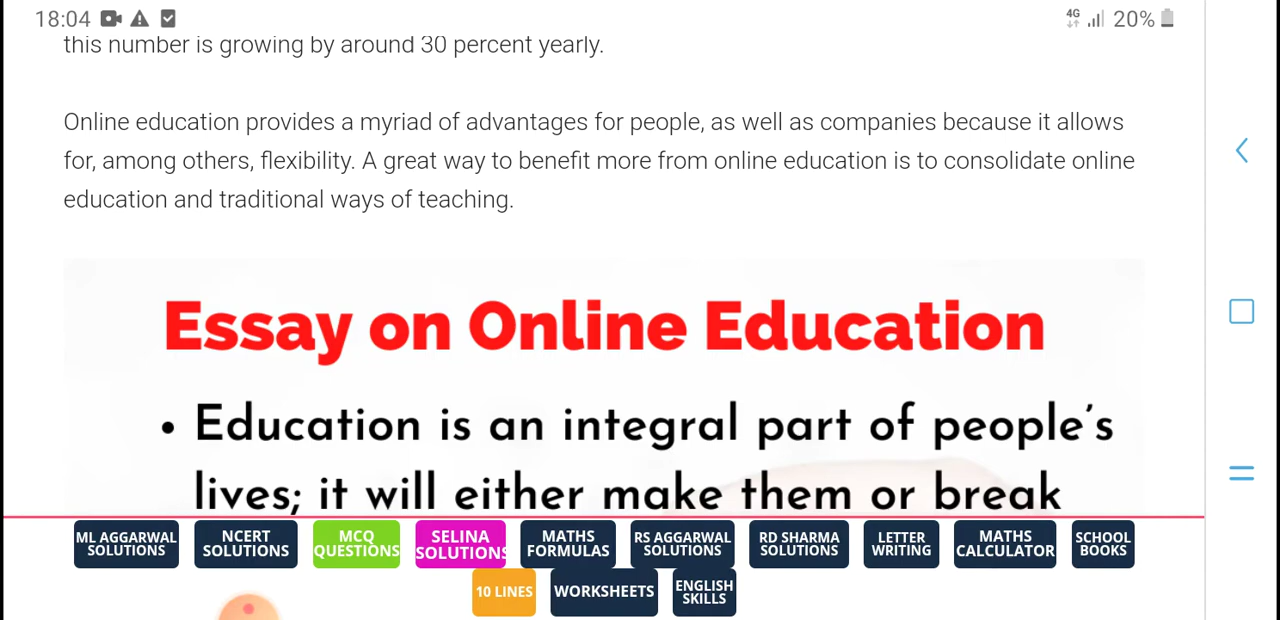 18:04
4G
20%
this number is growing by around 30 percent yearly.
Online education provides a myriad of advantages for people, as well as companies because it allows
for, among others, flexibility. A great way to benefit more from online education is to consolidate online
education and traditional ways of teaching.
Essay on Online Education
• Education is an integral part of people’s
lives; it will either make them or break
ML AGGARWAL
SOLUTIONS
NCERT
SOLUTIONS
MCQ
QUESTIONS
SELINA
SOLUTIONS
MATHS
FORMULAS
RS AGGARWAL
SOLUTIONS
RD SHARMA
SOLUTIONS
LETTER
WRITING
MATHS
CALCULATOR
SCHOOL
BOOKS
10 LINES
WORKSHEETS
ENGLISH
SKILLS